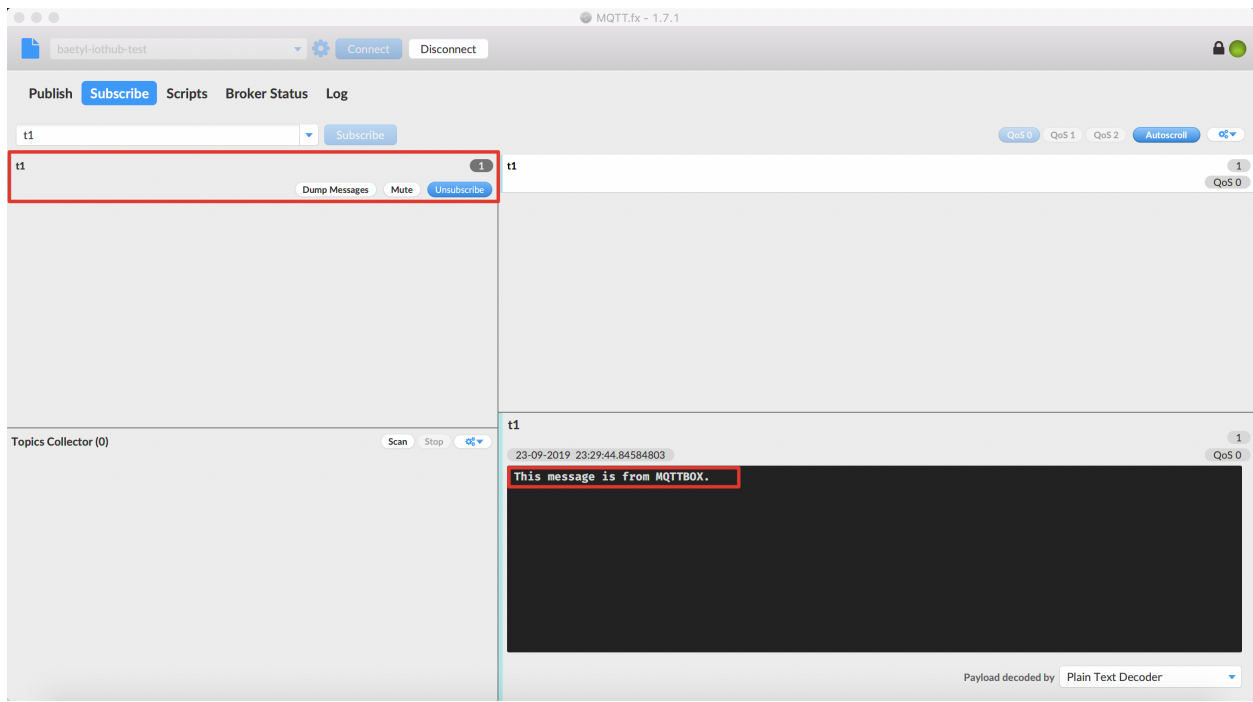 MQTT.fx - 1.7.1
baetyl-iothub-test Connect Disconnect
Publish Subscribe Scripts Broker Status Log
t1 Subscribe QoS 0 QoS 1 QoS 2 Autoscroll
t1 1
Dump Messages Mute Unsubscribe
t1 1
QoS 0
Topics Collector (0) Scan Stop
t1
1
23-09-2019 23:29:44.84584803 QoS 0
This message is from MQTTBOX.
Payload decoded by Plain Text Decoder